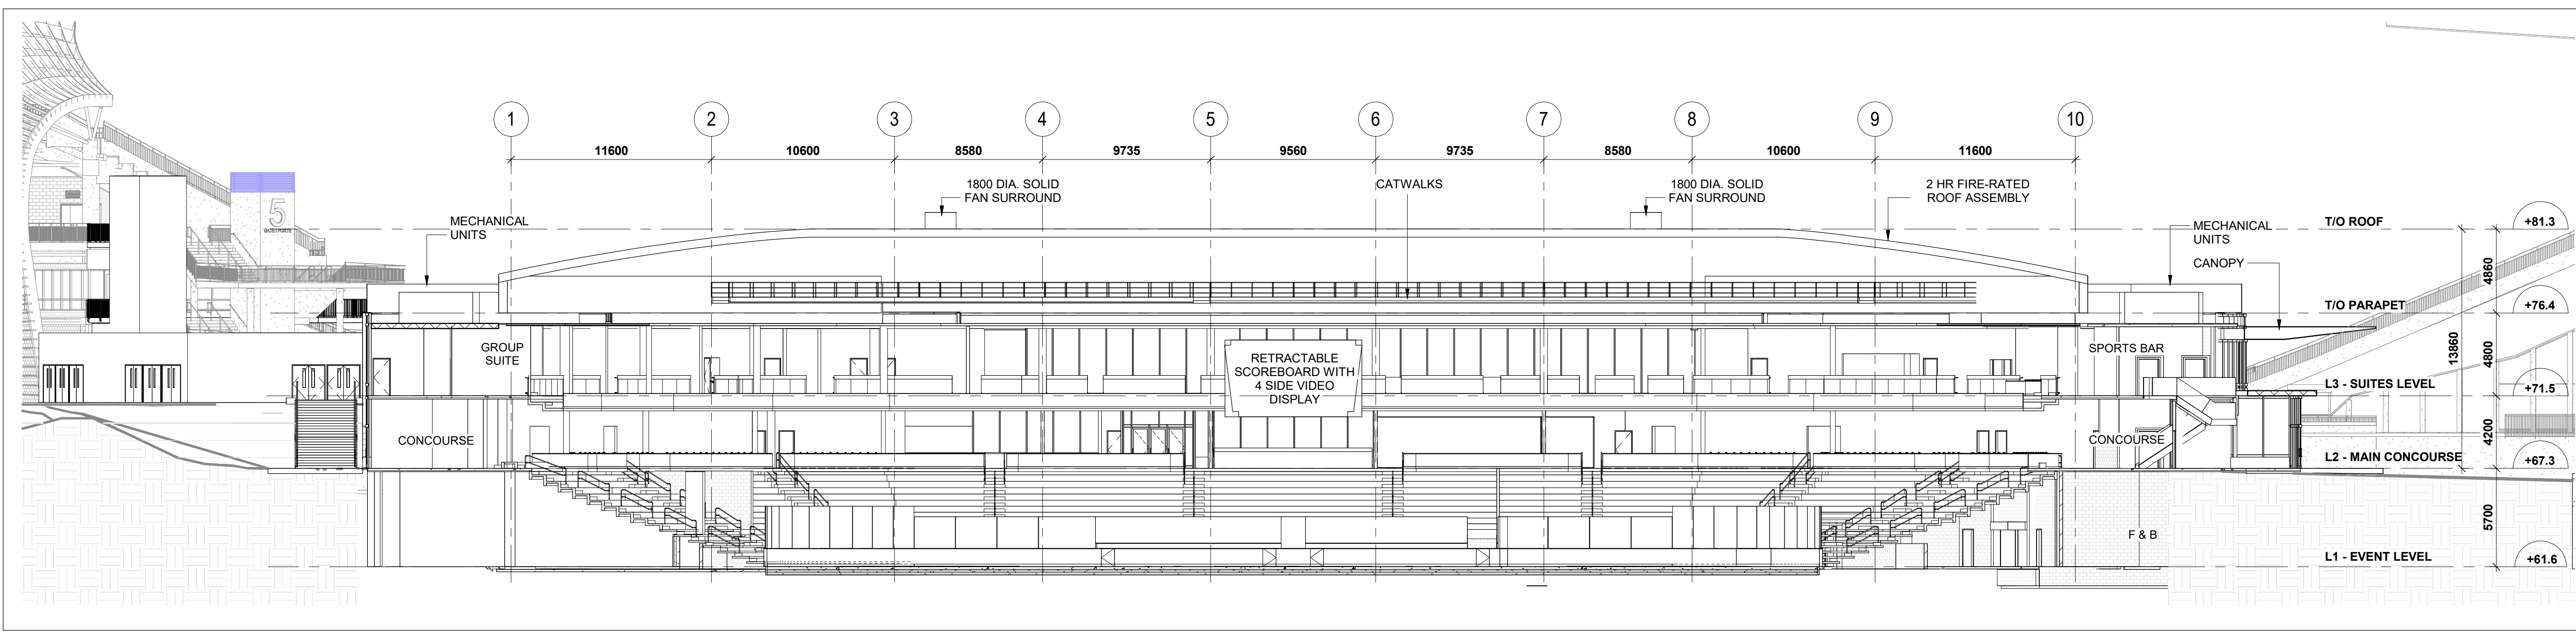 1
2
3
4
5
6
7
8
9
10
11600
10600
8580
9735
9560
9735
8580
10600
11600
1800 DIA. SOLID
FAN SURROUND
CATWALKS
1800 DIA. SOLID
FAN SURROUND
2 HR FIRE-RATED
ROOF ASSEMBLY
5
MECHANICAL
UNITS
MECHANICAL
UNITS
CANOPY
T/O ROOF
+81.3
4860
T/O PARAPET
+76.4
13860
4800
GROUP
SUITE
RETRACTABLE
SCOREBOARD WITH
4 SIDE VIDEO
DISPLAY
SPORTS BAR
L3 - SUITES LEVEL
+71.5
4200
CONCOURSE
CONCOURSE
L2 - MAIN CONCOURSE
+67.3
5700
F & B
L1 - EVENT LEVEL
+61.6